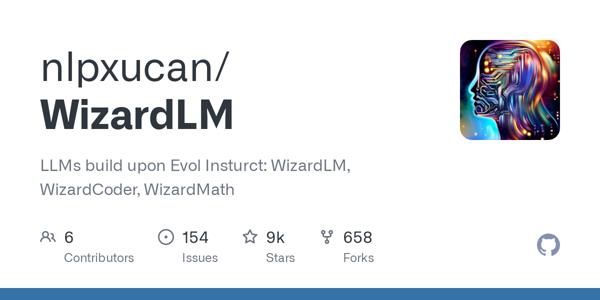 nlpxucan/
WizardLM
LLMs build upon Evol Insturct: WizardLM,
WizardCoder, WizardMath
6 154 9k 658
Contributors Issues Stars Forks